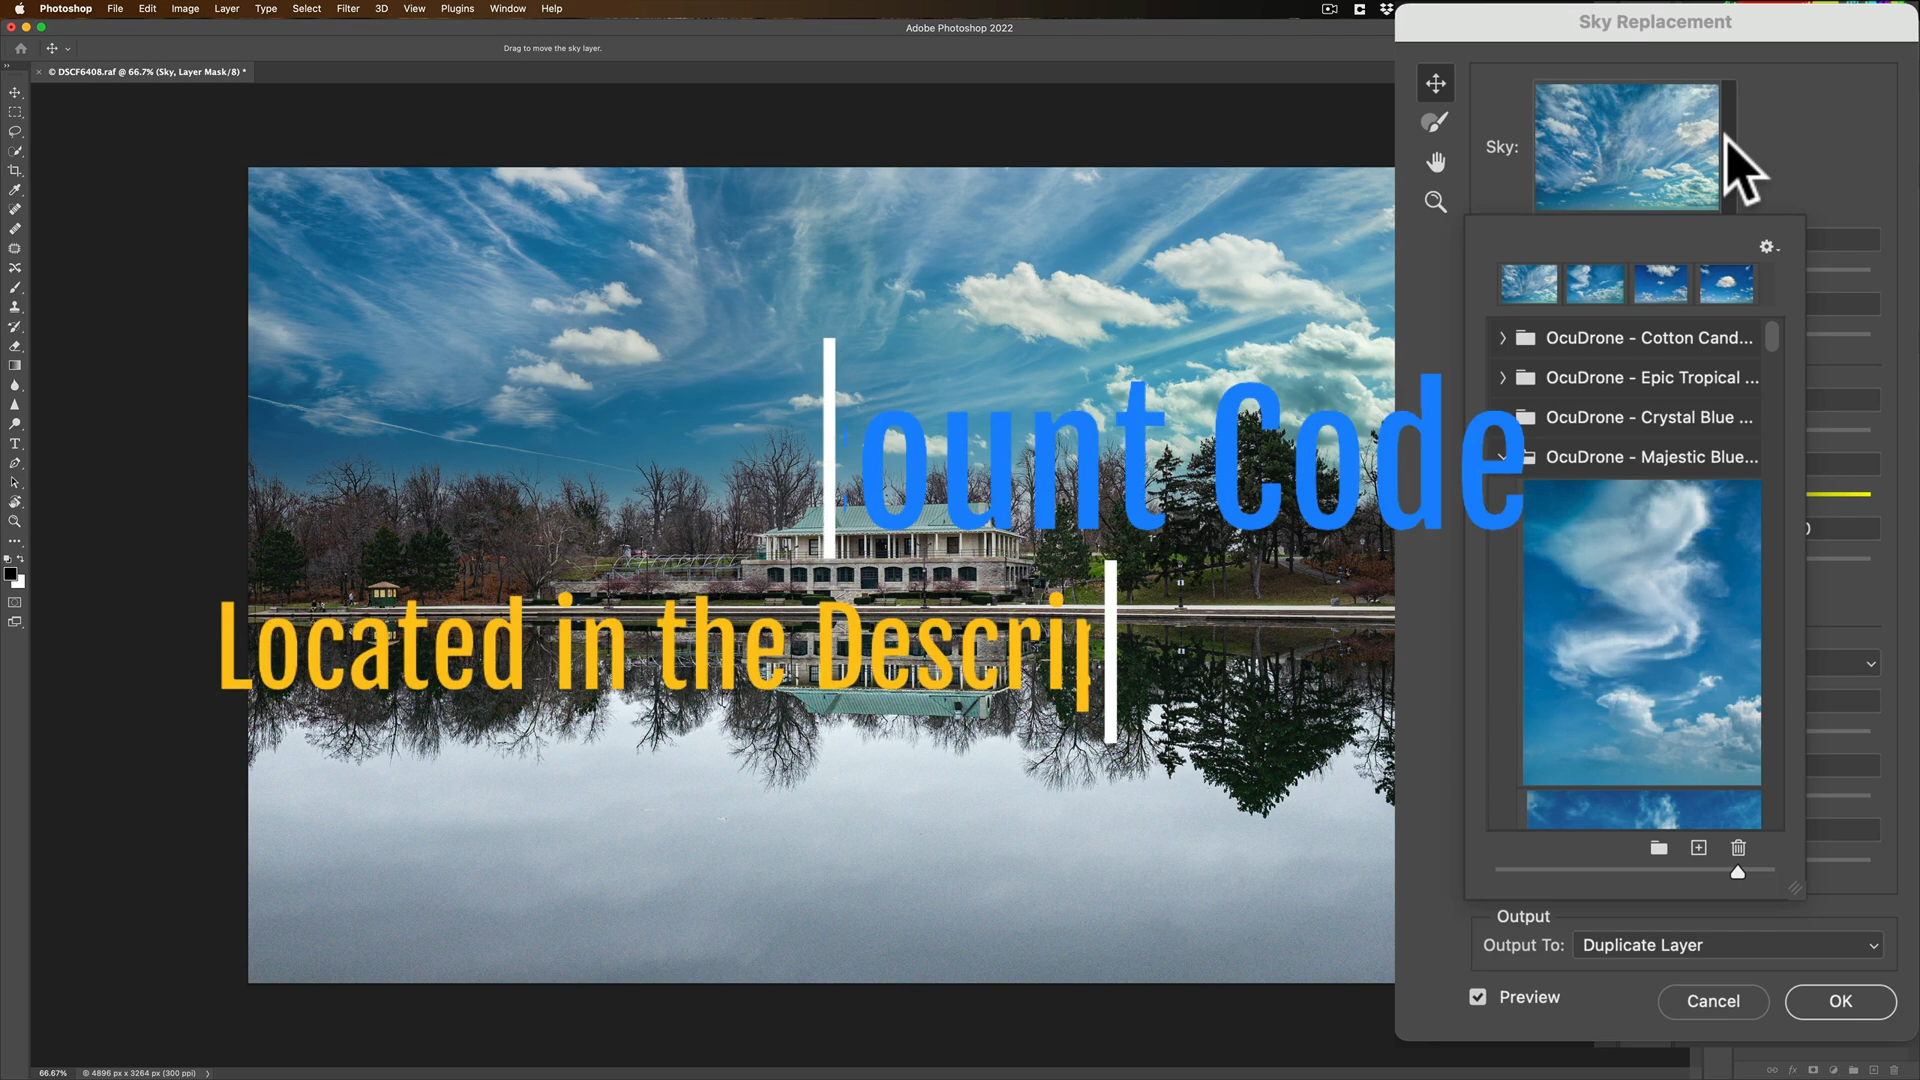 Photoshop File Edit Image Layer Type Select Filter 3D View Plugins Window Help
Adobe Photoshop 2022
Drag to move the sky layer.
© DSCF6408.raf @ 66.7% (Sky, Layer Mask/8) *
Sky Replacement
Sky:
OcuDrone - Cotton Cand...
OcuDrone - Epic Tropical ...
OcuDrone - Crystal Blue ...
OcuDrone - Majestic Blue...
ount Code
Located in the Descrip
Output
Output To: Duplicate Layer
Preview
Cancel
OK
66.67%
4896 px x 3264 px (300 ppi)